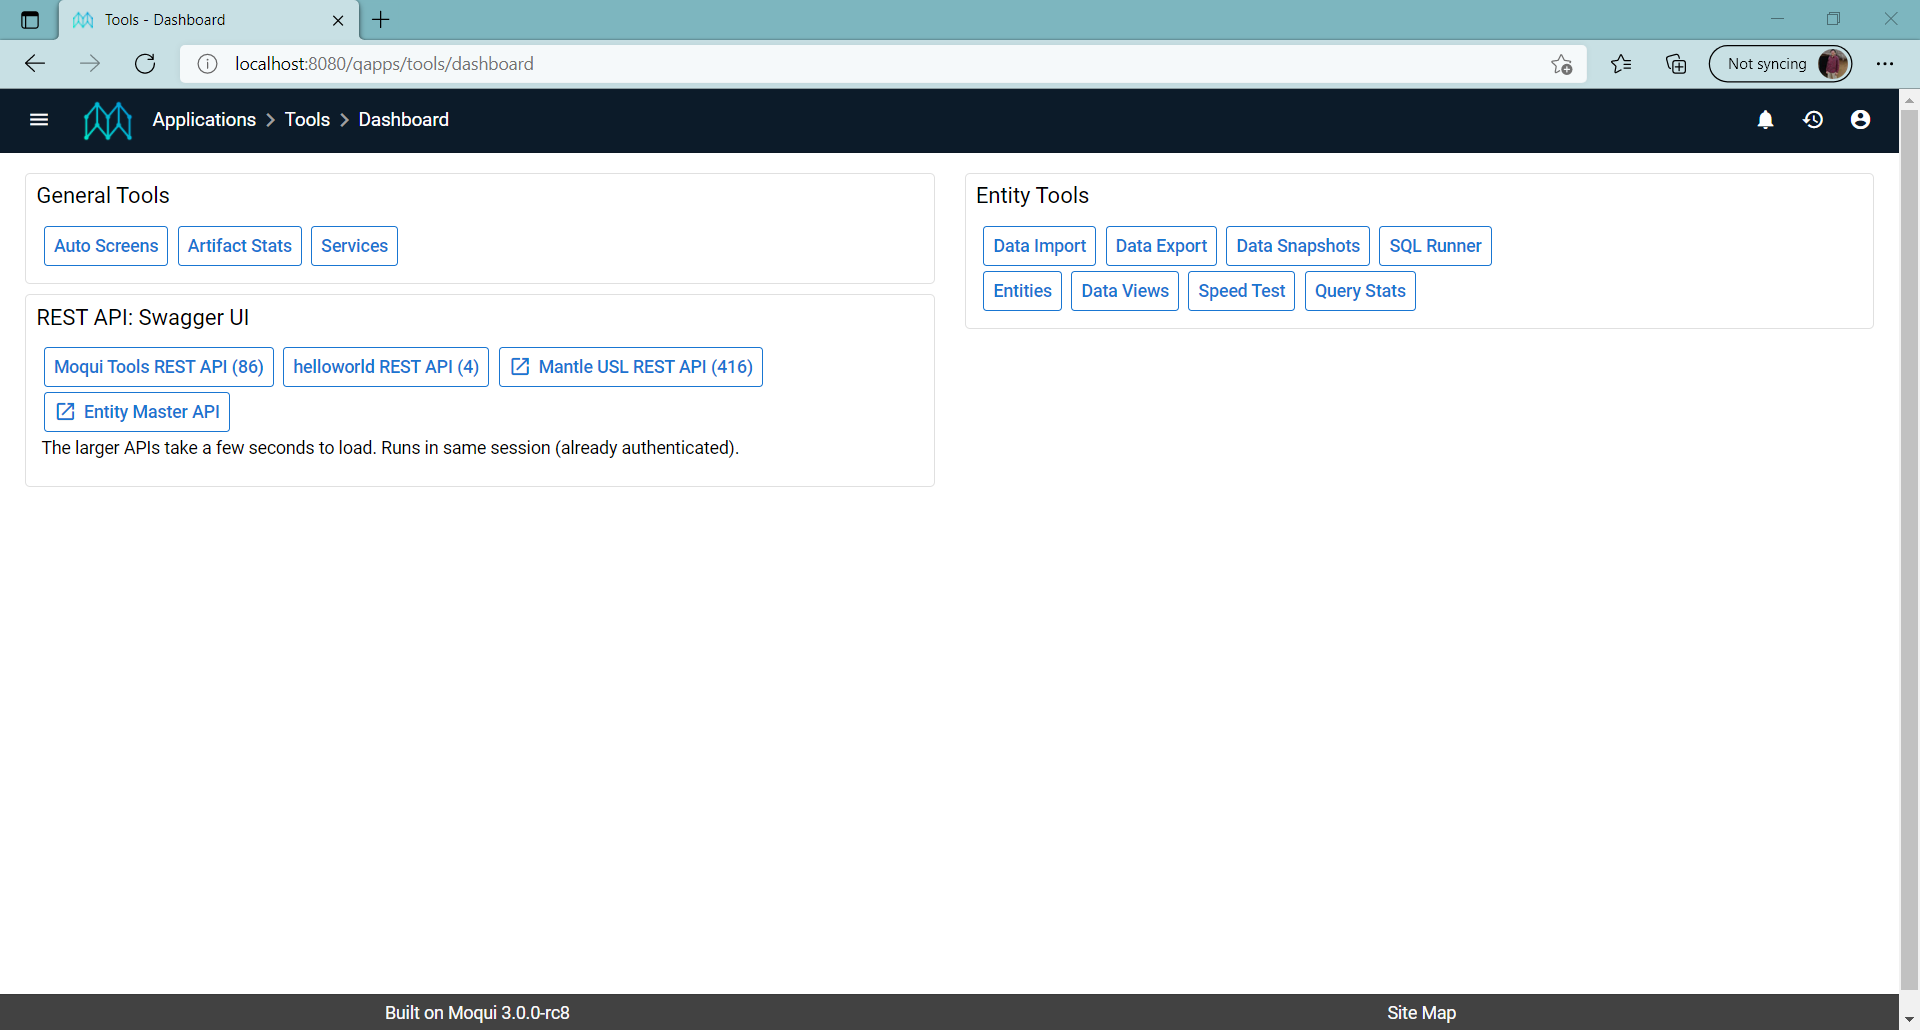 Tools - Dashboard
localhost:8080/qapps/tools/dashboard
Not syncing
Applications > Tools > Dashboard
General Tools
Auto Screens Artifact Stats Services
REST API: Swagger UI
Moqui Tools REST API (86) helloworld REST API (4) Mantle USL REST API (416)
Entity Master API
The larger APIs take a few seconds to load. Runs in same session (already authenticated).
Entity Tools
Data Import Data Export Data Snapshots SQL Runner
Entities Data Views Speed Test Query Stats
Built on Moqui 3.0.0-rc8
Site Map